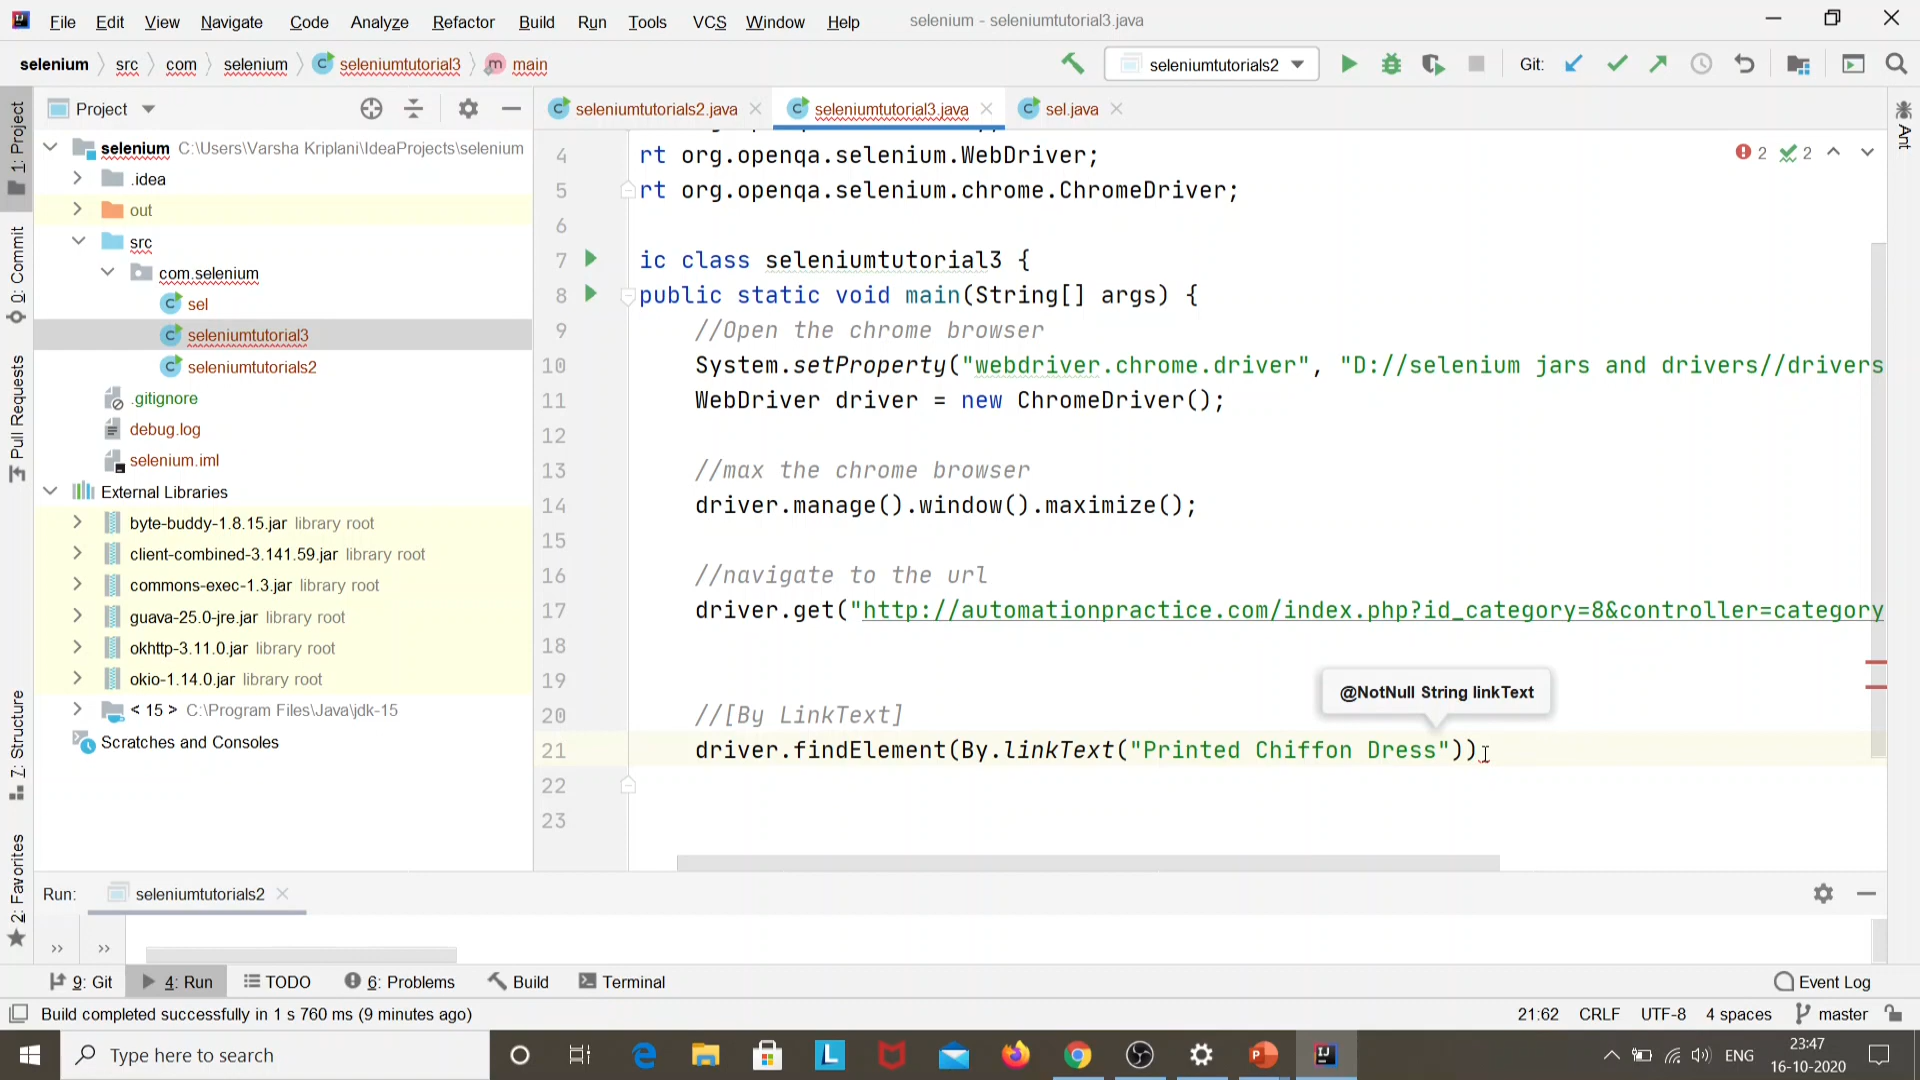 File Edit View Navigate Code Analyze Refactor Build Run Tools VCS Window Help selenium - seleniumtutorial3.java
selenium src com selenium seleniumtutorial3 main seleniumtutorials2 Git:
Project seleniumtutorials2.java seleniumtutorial3.java sel.java
1: Project
0: Commit
Pull Requests
7: Structure
2: Favorites
Ant
selenium C:\Users\Varsha Kriplani\IdeaProjects\selenium
.idea
out
src
com.selenium
sel
seleniumtutorial3
seleniumtutorials2
.gitignore
debug.log
selenium.iml
External Libraries
byte-buddy-1.8.15.jar library root
client-combined-3.141.59.jar library root
commons-exec-1.3.jar library root
guava-25.0-jre.jar library root
okhttp-3.11.0.jar library root
okio-1.14.0.jar library root
< 15 > C:\Program Files\Java\jdk-15
Scratches and Consoles
2 2
4 rt org.openqa.selenium.WebDriver;
5 rt org.openqa.selenium.chrome.ChromeDriver;
6
7 ic class seleniumtutorial3 {
8 public static void main(String[] args) {
9 //Open the chrome browser
10 System.setProperty("webdriver.chrome.driver", "D://selenium jars and drivers//drivers
11 WebDriver driver = new ChromeDriver();
12
13 //max the chrome browser
14 driver.manage().window().maximize();
15
16 //navigate to the url
17 driver.get("http://automationpractice.com/index.php?id_category=8&controller=category
18
19
@NotNull String linkText
20 //[By LinkText]
21 driver.findElement(By.linkText("Printed Chiffon Dress"))
22
23
Run: seleniumtutorials2
9: Git 4: Run TODO 6: Problems Build Terminal Event Log
Build completed successfully in 1 s 760 ms (9 minutes ago) 21:62 CRLF UTF-8 4 spaces master
Type here to search ENG 23:47
16-10-2020